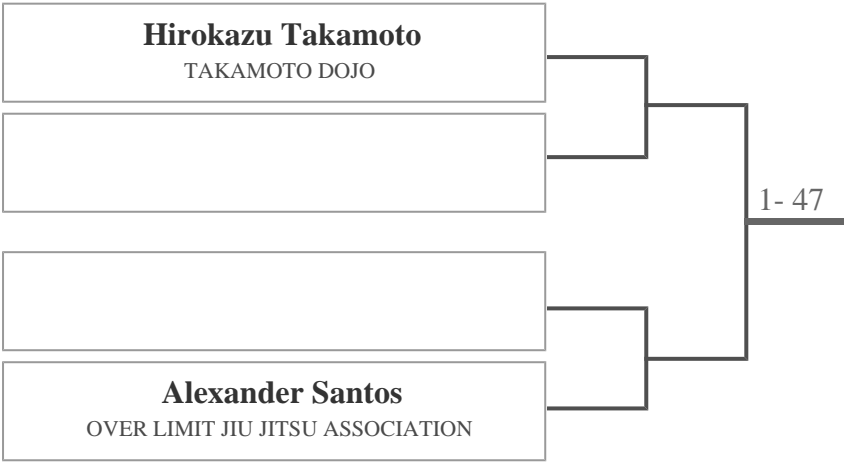 Hirokazu Takamoto
TAKAMOTO DOJO
1- 47
Alexander Santos
OVER LIMIT JIU JITSU ASSOCIATION